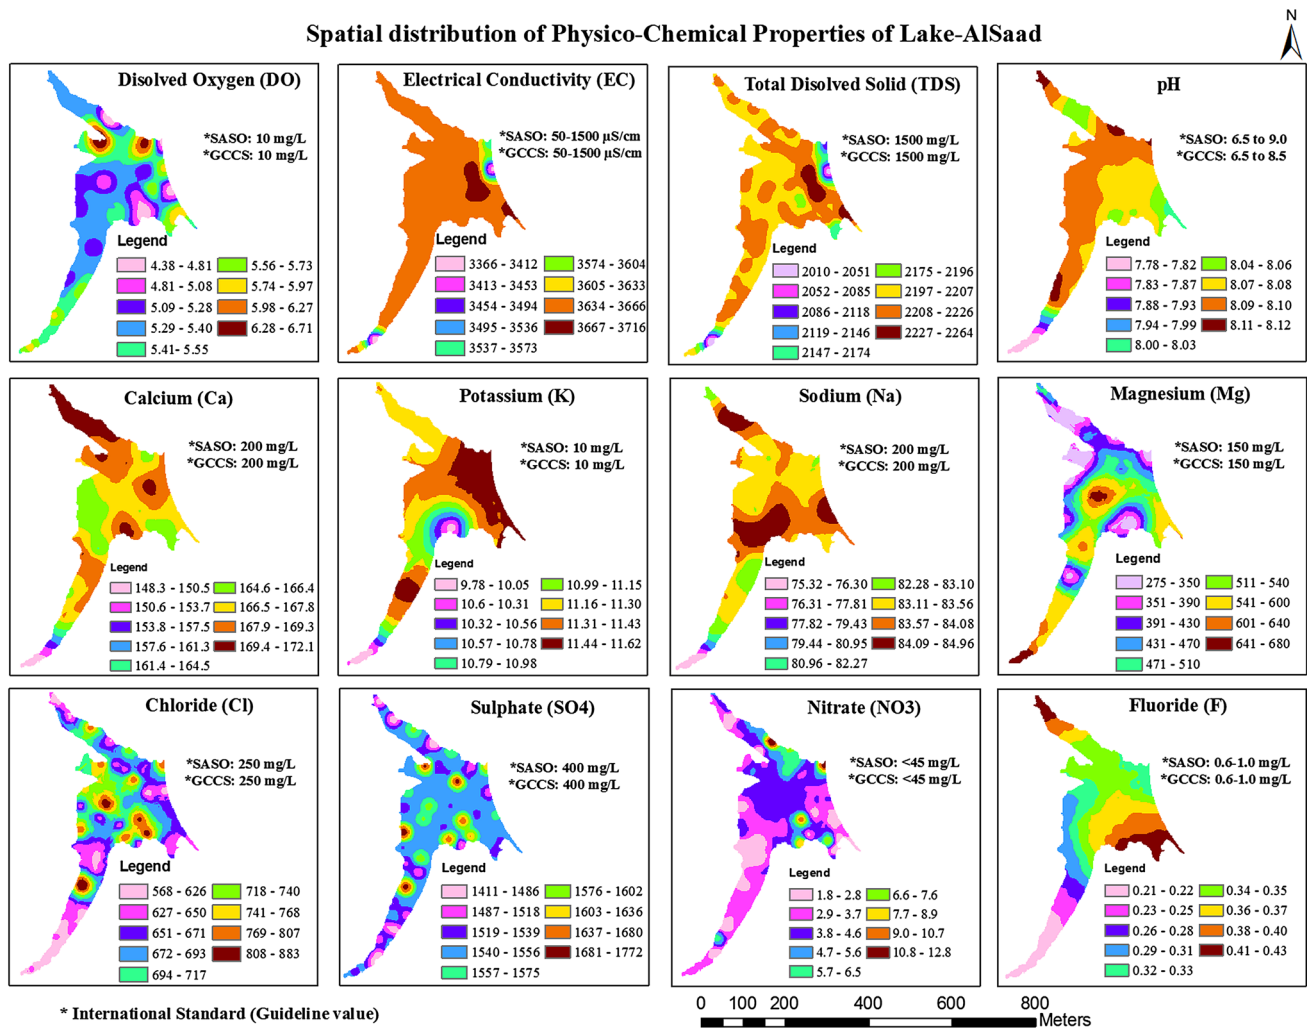 Spatial distribution of Physico-Chemical Properties of Lake-AlSaad
N
Disolved Oxygen (DO)
*SASO: 10 mg/L
*GCCS: 10 mg/L
Legend
4.38 - 4.81
4.81 - 5.08
5.09 - 5.28
5.29 - 5.40
5.41- 5.55
5.56 - 5.73
5.74 - 5.97
5.98 - 6.27
6.28 - 6.71
Electrical Conductivity (EC)
*SASO: 50-1500 µS/cm
*GCCS: 50-1500 µS/cm
Legend
3366 - 3412
3413 - 3453
3454 - 3494
3495 - 3536
3537 - 3573
3574 - 3604
3605 - 3633
3634 - 3666
3667 - 3716
Total Disolved Solid (TDS)
*SASO: 1500 mg/L
*GCCS: 1500 mg/L
Legend
2010 - 2051
2052 - 2085
2086 - 2118
2119 - 2146
2147 - 2174
2175 - 2196
2197 - 2207
2208 - 2226
2227 - 2264
pH
*SASO: 6.5 to 9.0
*GCCS: 6.5 to 8.5
Legend
7.78 - 7.82
7.83 - 7.87
7.88 - 7.93
7.94 - 7.99
8.00 - 8.03
8.04 - 8.06
8.07 - 8.08
8.09 - 8.10
8.11 - 8.12
Calcium (Ca)
*SASO: 200 mg/L
*GCCS: 200 mg/L
Legend
148.3 - 150.5
150.6 - 153.7
153.8 - 157.5
157.6 - 161.3
161.4 - 164.5
164.6 - 166.4
166.5 - 167.8
167.9 - 169.3
169.4 - 172.1
Potassium (K)
*SASO: 10 mg/L
*GCCS: 10 mg/L
Legend
9.78 - 10.05
10.6 - 10.31
10.32 - 10.56
10.57 - 10.78
10.79 - 10.98
10.99 - 11.15
11.16 - 11.30
11.31 - 11.43
11.44 - 11.62
Sodium (Na)
*SASO: 200 mg/L
*GCCS: 200 mg/L
Legend
75.32 - 76.30
76.31 - 77.81
77.82 - 79.43
79.44 - 80.95
80.96 - 82.27
82.28 - 83.10
83.11 - 83.56
83.57 - 84.08
84.09 - 84.96
Magnesium (Mg)
*SASO: 150 mg/L
*GCCS: 150 mg/L
Legend
275 - 350
351 - 390
391 - 430
431 - 470
471 - 510
511 - 540
541 - 600
601 - 640
641 - 680
Chloride (Cl)
*SASO: 250 mg/L
*GCCS: 250 mg/L
Legend
568 - 626
627 - 650
651 - 671
672 - 693
694 - 717
718 - 740
741 - 768
769 - 807
808 - 883
Sulphate (SO4)
*SASO: 400 mg/L
*GCCS: 400 mg/L
Legend
1411 - 1486
1487 - 1518
1519 - 1539
1540 - 1556
1557 - 1575
1576 - 1602
1603 - 1636
1637 - 1680
1681 - 1772
Nitrate (NO3)
*SASO: <45 mg/L
*GCCS: <45 mg/L
Legend
1.8 - 2.8
2.9 - 3.7
3.8 - 4.6
4.7 - 5.6
5.7 - 6.5
6.6 - 7.6
7.7 - 8.9
9.0 - 10.7
10.8 - 12.8
Fluoride (F)
*SASO: 0.6-1.0 mg/L
*GCCS: 0.6-1.0 mg/L
Legend
0.21 - 0.22
0.23 - 0.25
0.26 - 0.28
0.29 - 0.31
0.32 - 0.33
0.34 - 0.35
0.36 - 0.37
0.38 - 0.40
0.41 - 0.43
* International Standard (Guideline value)
0 100 200 400 600 800
Meters